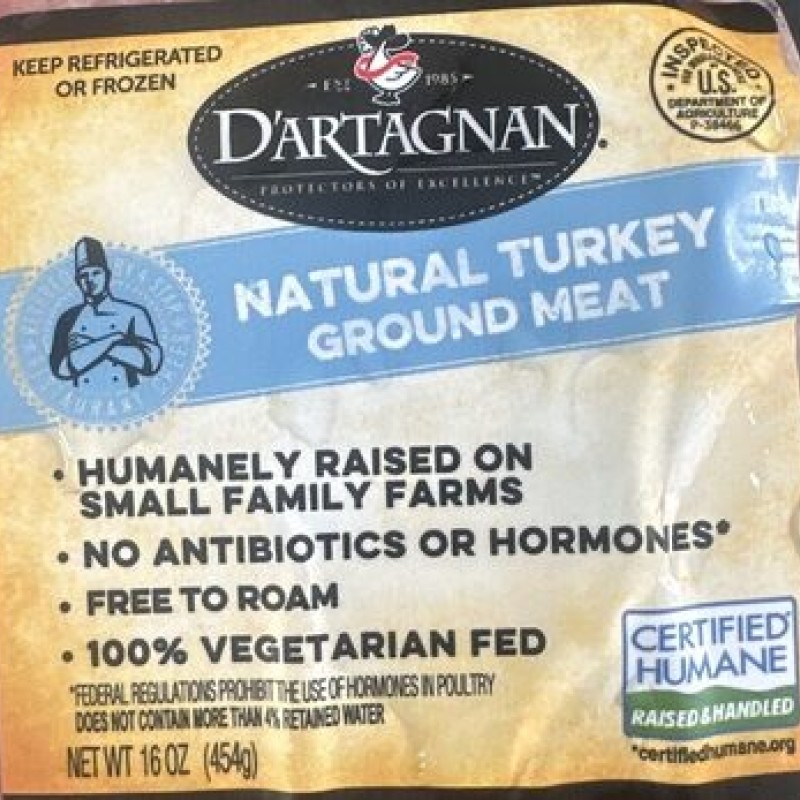 KEEP REFRIGERATED
OR FROZEN
EST 1985
D'ARTAGNAN
PROTECTORS OF EXCELLENCE™
INSPECTED
U.S.
DEPARTMENT OF
AGRICULTURE
P-38466
NATURAL TURKEY
GROUND MEAT
• HUMANELY RAISED ON
SMALL FAMILY FARMS
• NO ANTIBIOTICS OR HORMONES*
• FREE TO ROAM
• 100% VEGETARIAN FED
*FEDERAL REGULATIONS PROHIBIT THE USE OF HORMONES IN POULTRY
DOES NOT CONTAIN MORE THAN 4% RETAINED WATER
NET WT 16 OZ (454g)
CERTIFIED
HUMANE
RAISED & HANDLED
*certifiedhumane.org